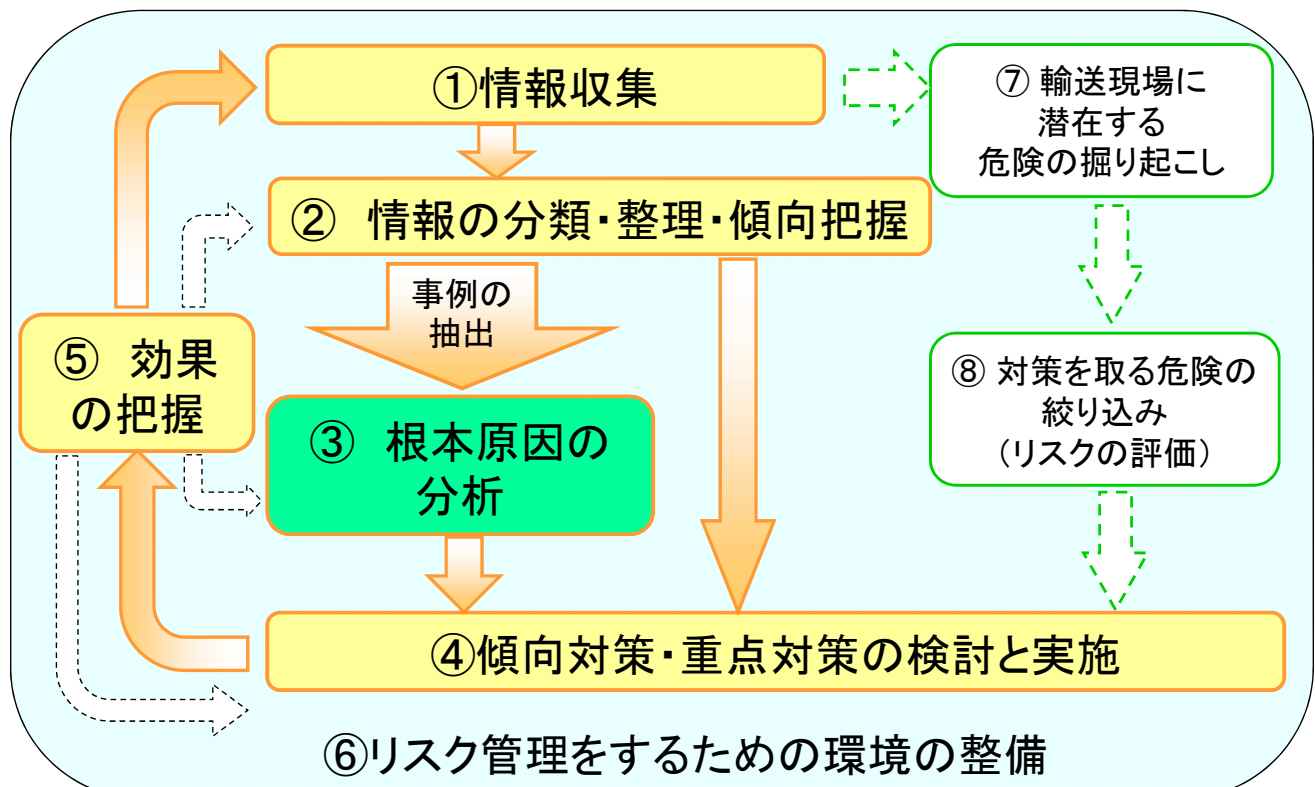 ①情報収集
⑦ 輸送現場に
潜在する
危険の掘り起こし
② 情報の分類・整理・傾向把握
事例の
抽出
⑤ 効果
の把握
③ 根本原因の
分析
⑧ 対策を取る危険の
絞り込み
（リスクの評価）
④傾向対策・重点対策の検討と実施
⑥リスク管理をするための環境の整備